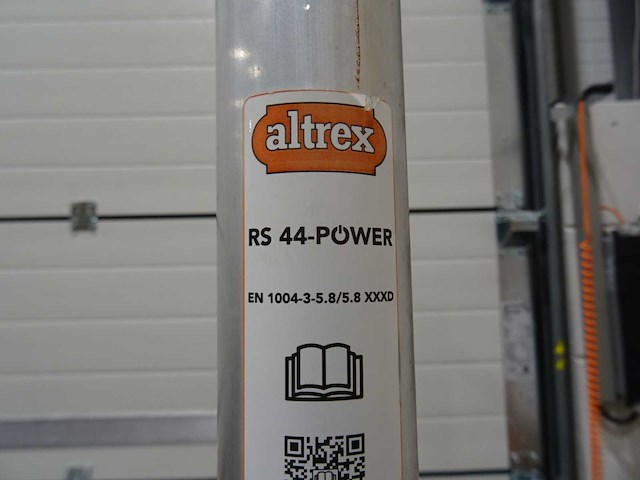 altrex
RS 44-POWER
EN 1004-3-5.8/5.8 XXXD